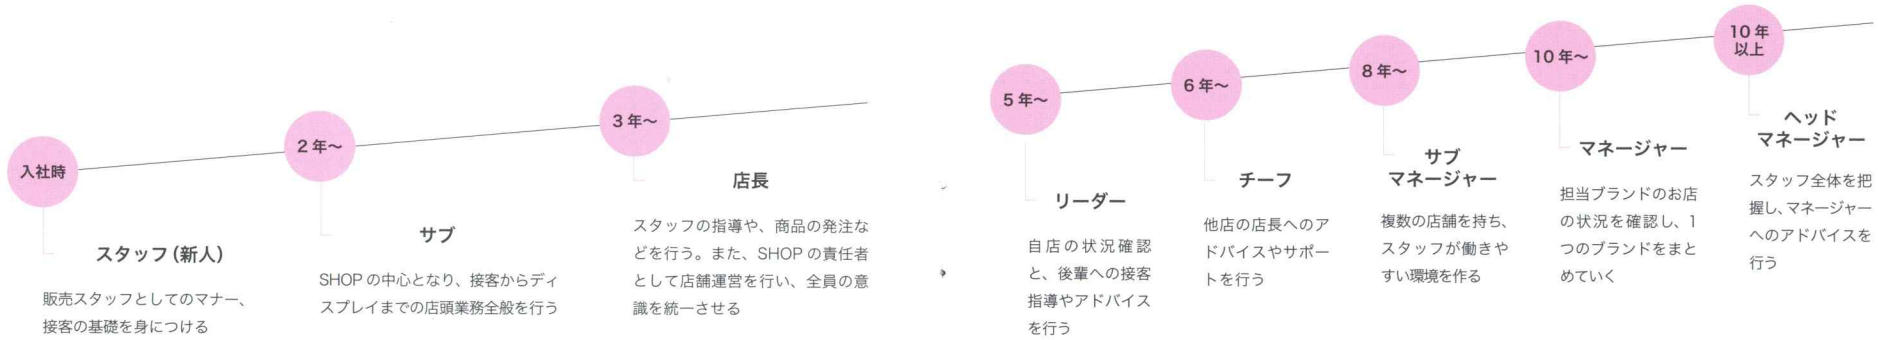 入社時
スタッフ（新人）
販売スタッフとしてのマナー、
接客の基礎を身につける
2年〜
サブ
SHOPの中心となり、接客からディ
スプレイまでの店頭業務全般を行う
3年〜
店長
スタッフの指導や、商品の発注な
どを行う。また、SHOPの責任者
として店舗運営を行い、全員の意
識を統一させる
5年〜
リーダー
自店の状況確認
と、後輩への接客
指導やアドバイス
を行う
6年〜
チーフ
他店の店長へのア
ドバイスやサポー
トを行う
8年〜
サブ
マネージャー
複数の店舗を持ち、
スタッフが働きや
すい環境を作る
10年〜
マネージャー
担当ブランドのお店
の状況を確認し、1
つのブランドをまと
めていく
10年
以上
ヘッド
マネージャー
スタッフ全体を把
握し、マネージャー
へのアドバイスを
行う